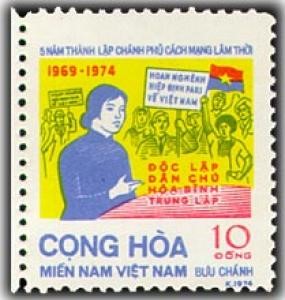 5 NĂM THÀNH LẬP CHÁNH PHỦ CÁCH MẠNG LÂM THỜI
1969-1974
HOAN NGHÊNH
HIỆP ĐỊNH PARI
VỀ VIỆT NAM
ĐỘC LẬP
DÂN CHỦ
HÒA BÌNH
TRUNG LẬP
CỘNG HÒA
MIỀN NAM VIỆT NAM
10
ĐỒNG
BƯU CHÁNH
K.1974